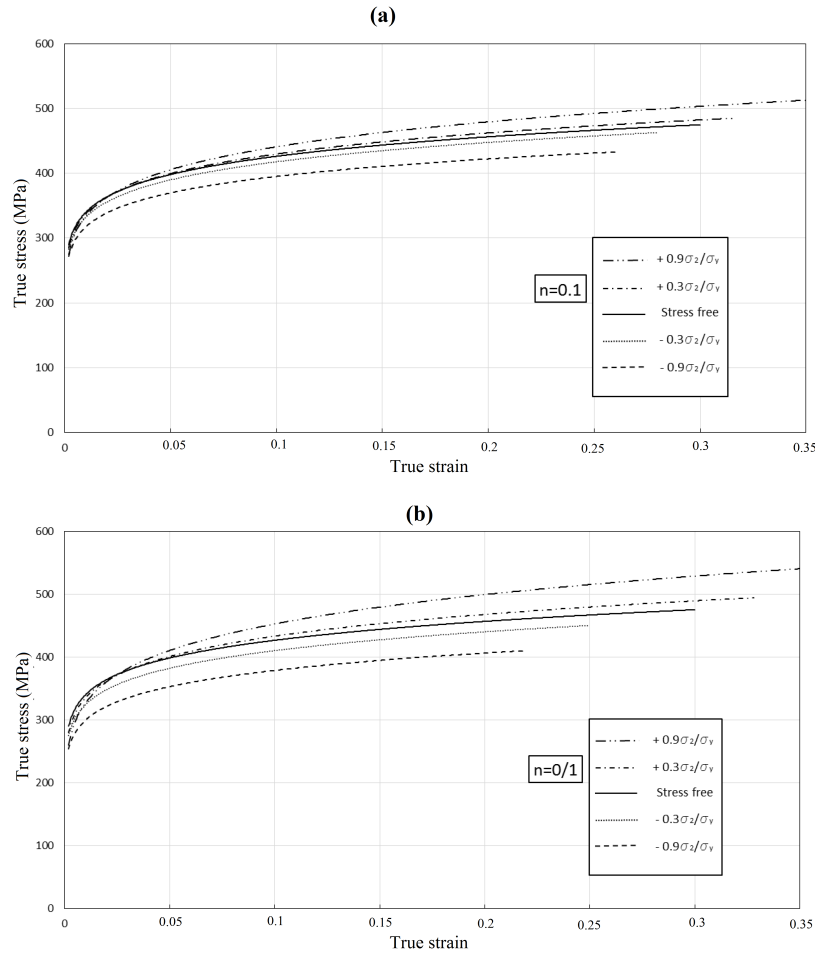 (a)
600
500
400
300
200
100
0
True stress (MPa)
n=0.1
+ 0.9σ₂/σᵧ
+ 0.3σ₂/σᵧ
Stress free
- 0.3σ₂/σᵧ
- 0.9σ₂/σᵧ
0 0.05 0.1 0.15 0.2 0.25 0.3 0.35
True strain
(b)
600
500
400
300
200
100
0
True stress (MPa)
n=0/1
+ 0.9σ₂/σᵧ
+ 0.3σ₂/σᵧ
Stress free
- 0.3σ₂/σᵧ
- 0.9σ₂/σᵧ
0 0.05 0.1 0.15 0.2 0.25 0.3 0.35
True strain